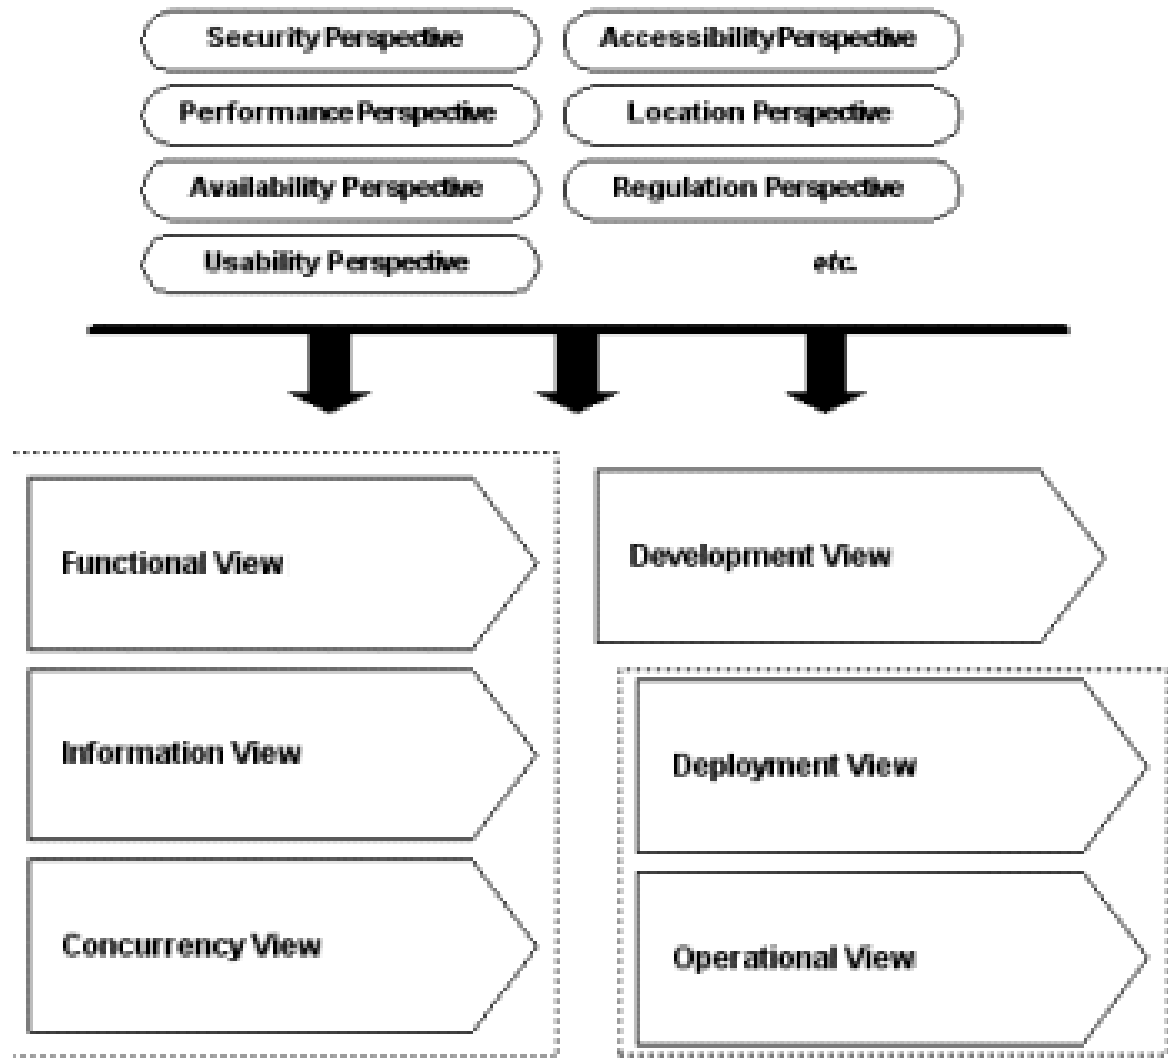 Security Perspective
Accessibility Perspective
Performance Perspective
Location Perspective
Availability Perspective
Regulation Perspective
Usability Perspective
etc.
Functional View
Development View
Information View
Deployment View
Concurrency View
Operational View